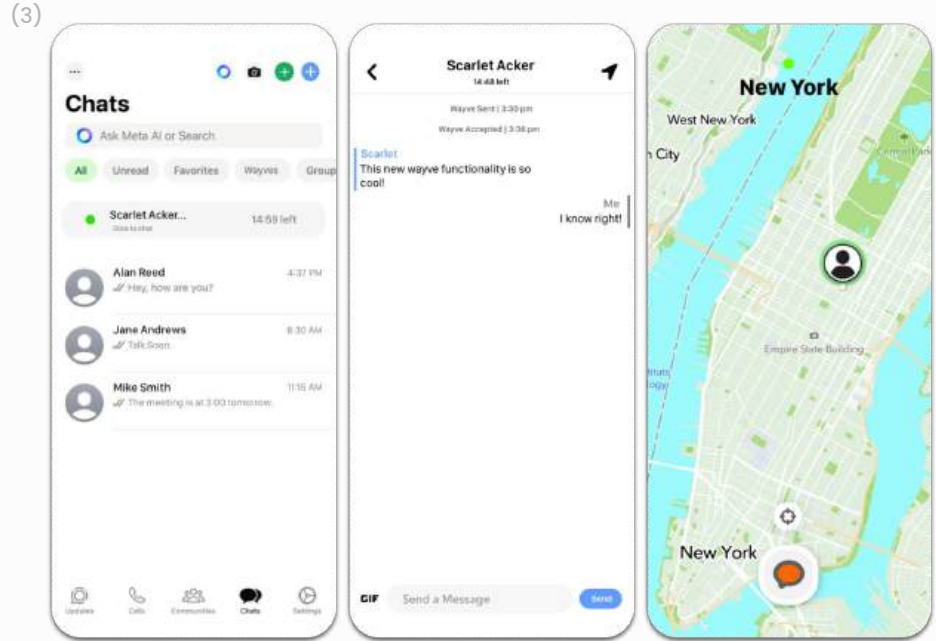 (3)
...
Chats
Ask Meta AI or Search
All Unread Favorites Wayves Group
Scarlet Acker... 14:59 left
Alan Reed 4:37 PM
Hey, how are you?
Jane Andrews 8:30 AM
Talk Soon.
Mike Smith 11:15 AM
The meeting is at 3:00 tomorrow.
Updates Calls Communities Chats Settings
Scarlet Acker
14:48 left
Wayve Sent | 3:30 pm
Wayve Accepted | 3:38 pm
Scarlet
This new wayve functionality is so
cool!
Me
I know right!
GIF Send a Message Send
New York
West New York
City
Central Park
Empire State Building
New York